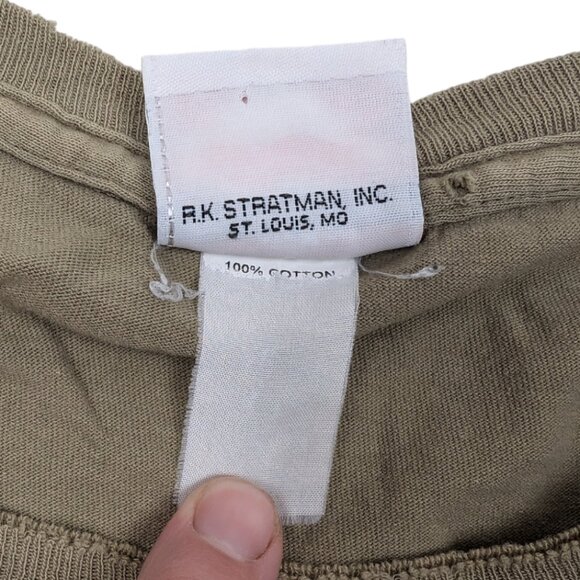 R.K. STRATMAN, INC.
ST. LOUIS, MO
100% COTTON